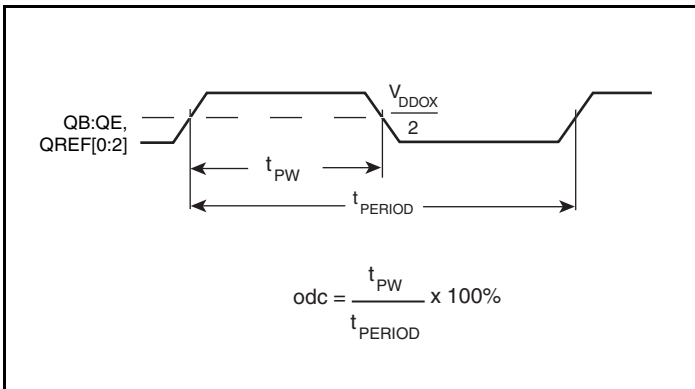 V
DDOX
2
QB:QE,
QREF[0:2]
t PW
t PERIOD
t PW
odc = x 100%
t PERIOD